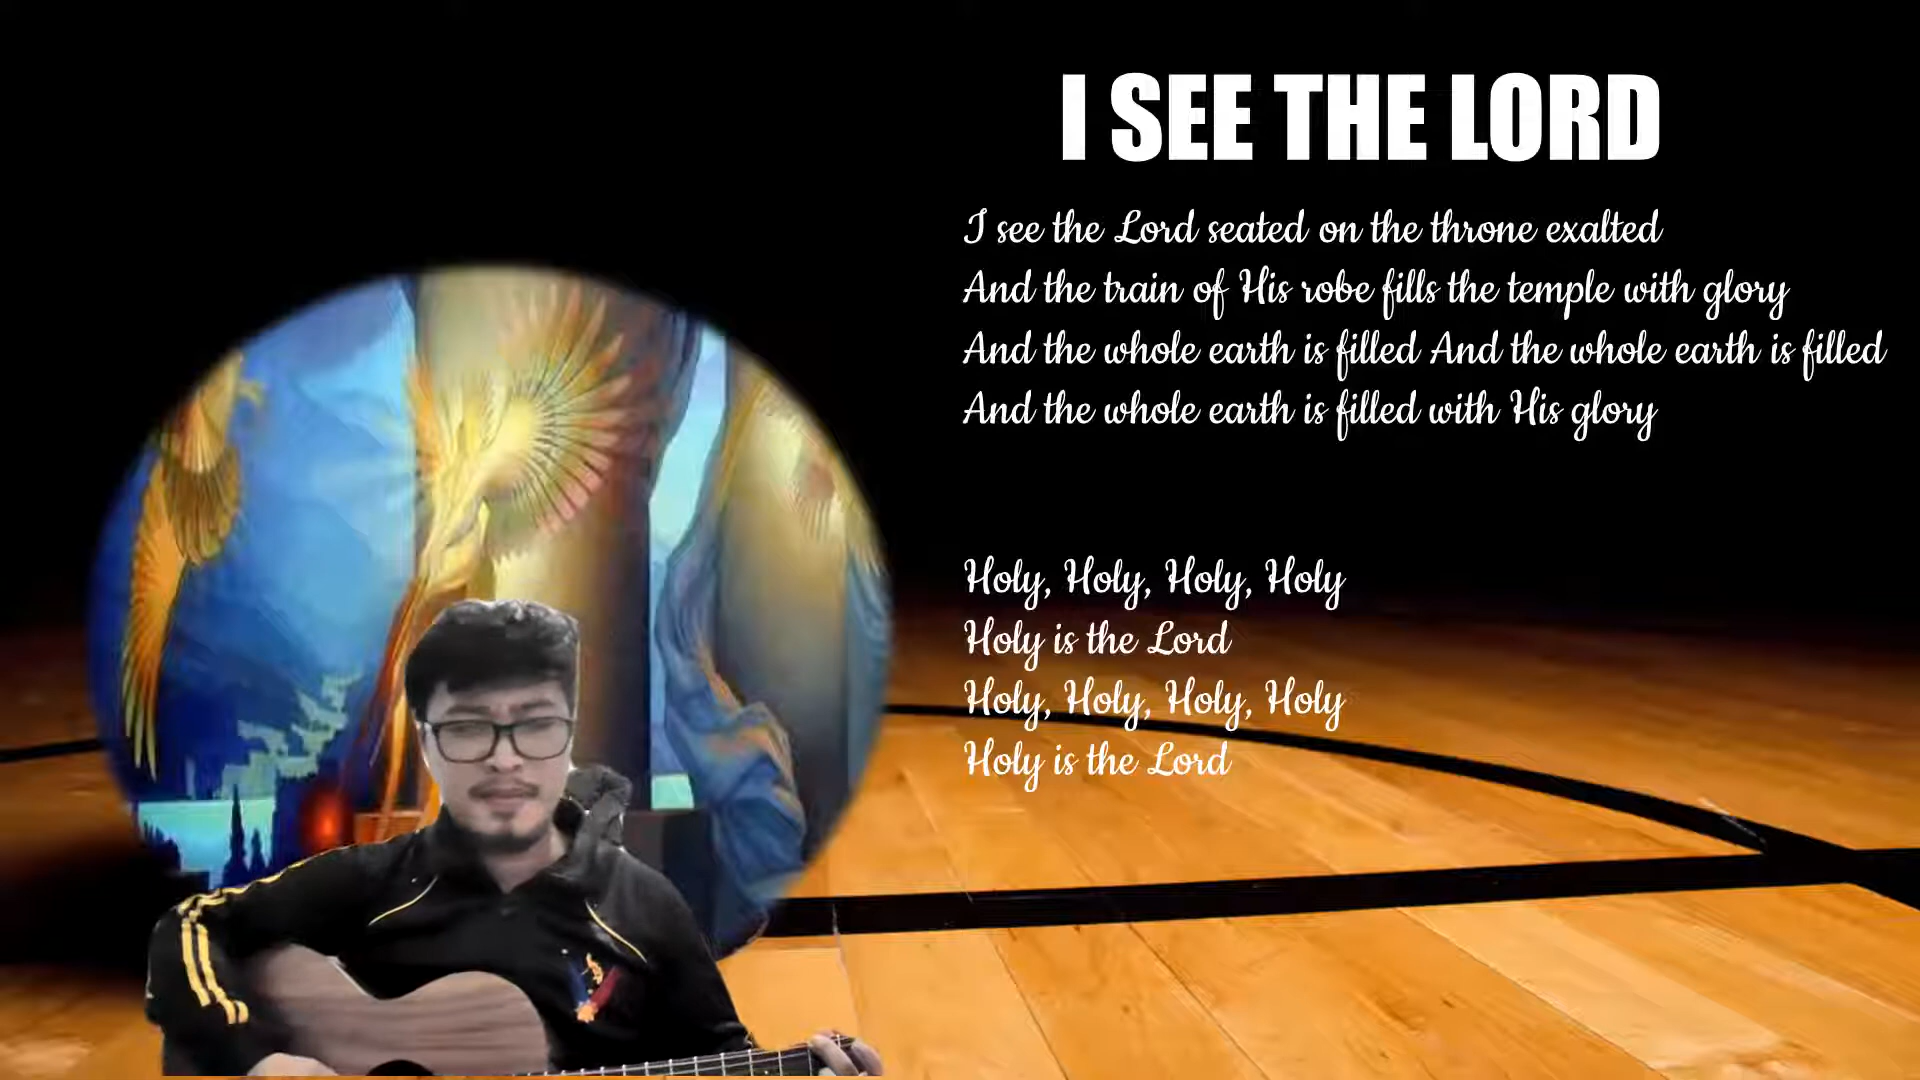 I SEE THE LORD
I see the Lord seated on the throne exalted
And the train of His robe fills the temple with glory
And the whole earth is filled And the whole earth is filled
And the whole earth is filled with His glory
Holy, Holy, Holy, Holy
Holy is the Lord
Holy, Holy, Holy, Holy
Holy is the Lord